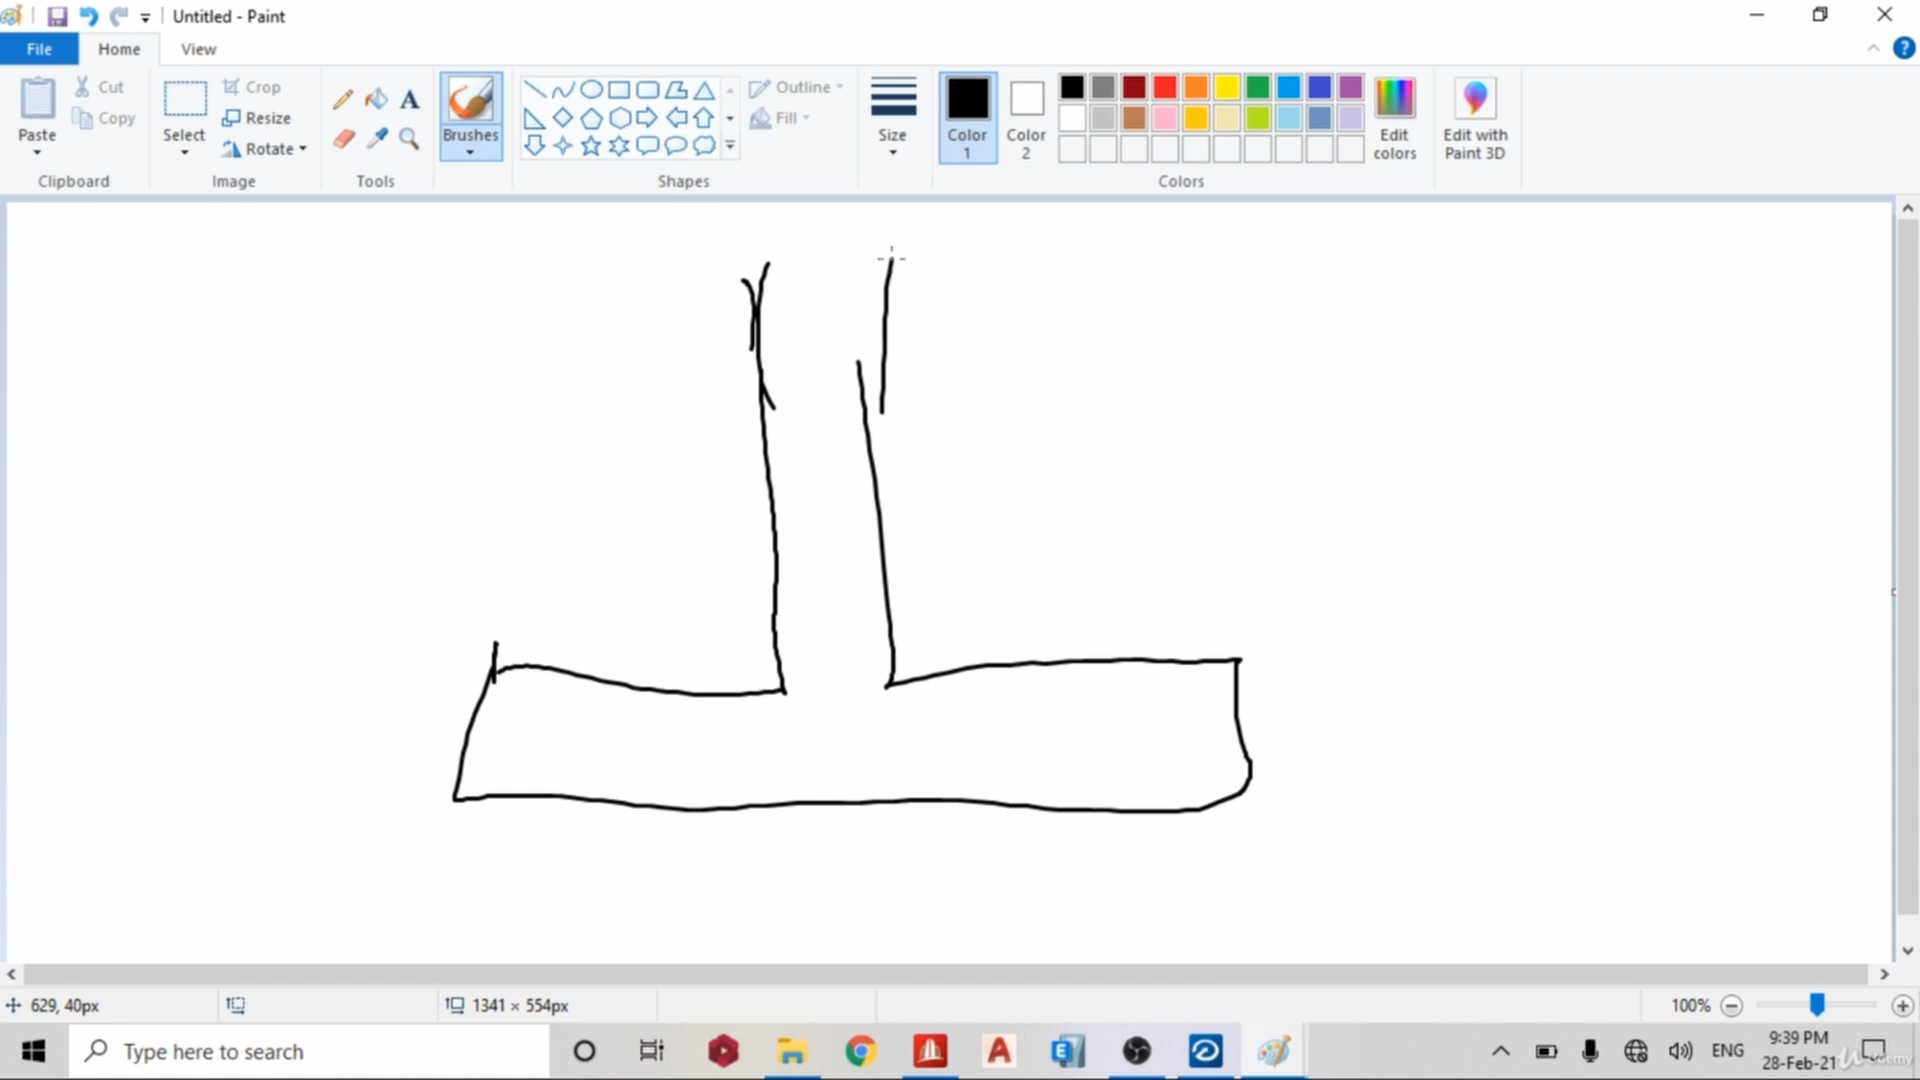 Untitled - Paint
File Home View
Paste
Cut
Copy
Clipboard
Select
Crop
Resize
Rotate
Image
Tools
Brushes
Outline
Fill
Shapes
Size
Color 1
Color 2
Edit colors
Colors
Edit with Paint 3D
629, 40px
1341 × 554px
100%
Type here to search
ENG
9:39 PM
28-Feb-21
Udemy